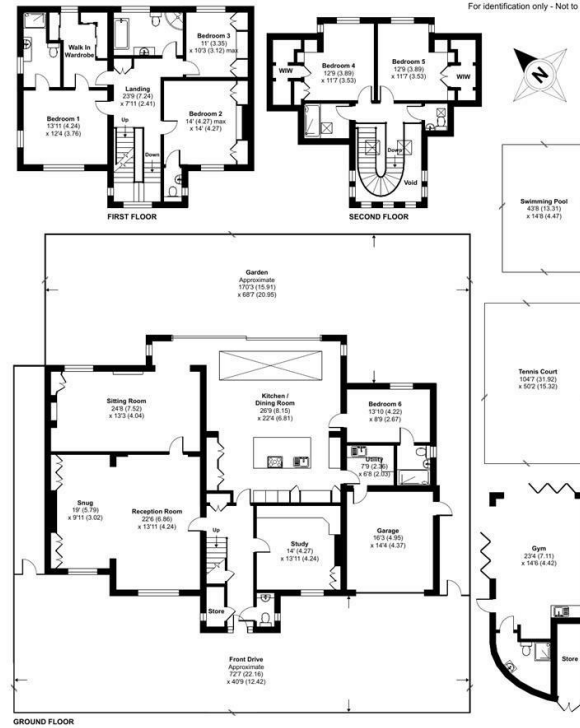 For identification only - Not to
Bedroom 3
11' (3.35)
x 10'3 (3.12) max
Walk In
Wardrobe
Landing
23'9 (7.24)
x 7'11 (2.41)
Bedroom 1
13'11 (4.24)
x 12'4 (3.76)
Bedroom 2
14' (4.27) max
x 14' (4.27)
Up
Down
FIRST FLOOR
WIW
Bedroom 4
12'9 (3.89)
x 11'7 (3.53)
Bedroom 5
12'9 (3.89)
x 11'7 (3.53)
WIW
Down
Void
SECOND FLOOR
N
Swimming Pool
43'8 (13.31)
x 14'8 (4.47)
Garden
Approximate
170'3 (15.91)
x 68'7 (20.95)
Tennis Court
104'7 (31.92)
x 50'2 (15.32)
Sitting Room
24'8 (7.52)
x 13'3 (4.04)
Kitchen /
Dining Room
26'9 (8.15)
x 22'4 (6.81)
Bedroom 6
13'10 (4.22)
x 8'9 (2.67)
Utility
7'9 (2.36)
x 6'8 (2.03)
Snug
19' (5.79)
x 9'11 (3.02)
Reception Room
22'6 (6.86)
x 13'11 (4.24)
Up
Study
14' (4.27)
x 13'11 (4.24)
Garage
16'3 (4.95)
x 14'4 (4.37)
Gym
23'4 (7.11)
x 14'6 (4.42)
Store
Store
Front Drive
Approximate
72'7 (22.16)
x 40'9 (12.42)
GROUND FLOOR